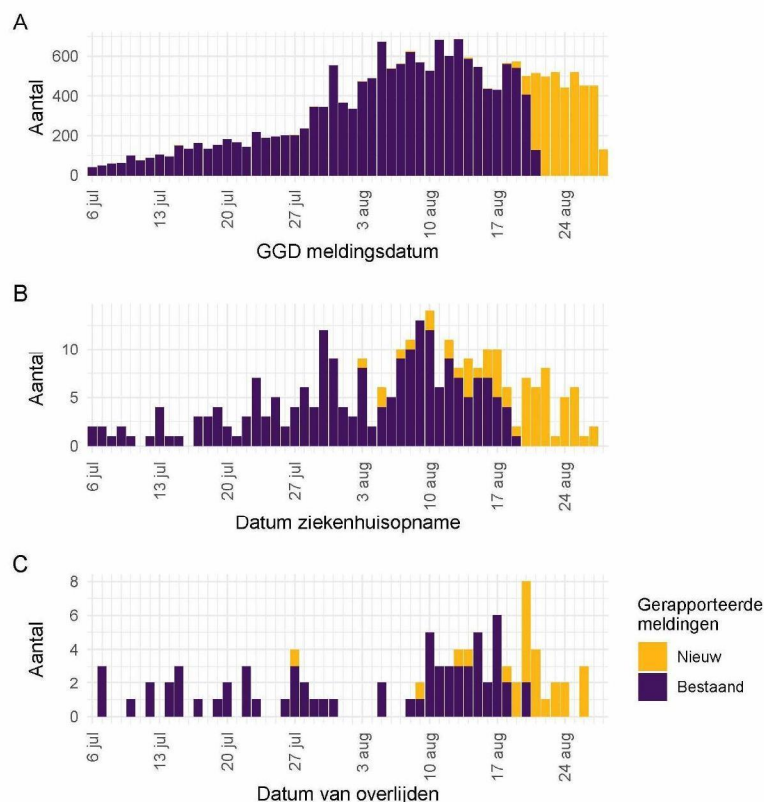 A
600
400
200
0
Aantal
6 jul
13 jul
20 jul
27 jul
3 aug
10 aug
17 aug
24 aug
GGD meldingsdatum
B
10
5
0
Aantal
6 jul
13 jul
20 jul
27 jul
3 aug
10 aug
17 aug
24 aug
Datum ziekenhuisopname
C
8
6
4
2
0
Aantal
6 jul
13 jul
20 jul
27 jul
3 aug
10 aug
17 aug
24 aug
Datum van overlijden
Gerapporteerde
meldingen
Nieuw
Bestaand